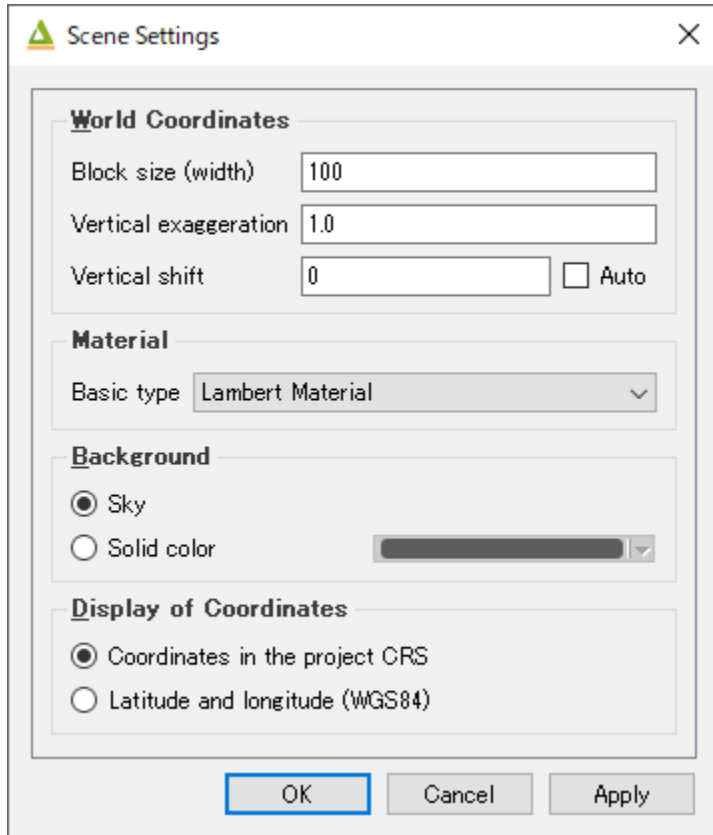 Scene Settings
World Coordinates
Block size (width) 100
Vertical exaggeration 1.0
Vertical shift 0 Auto
Material
Basic type Lambert Material
Background
Sky
Solid color
Display of Coordinates
Coordinates in the project CRS
Latitude and longitude (WGS84)
OK Cancel Apply